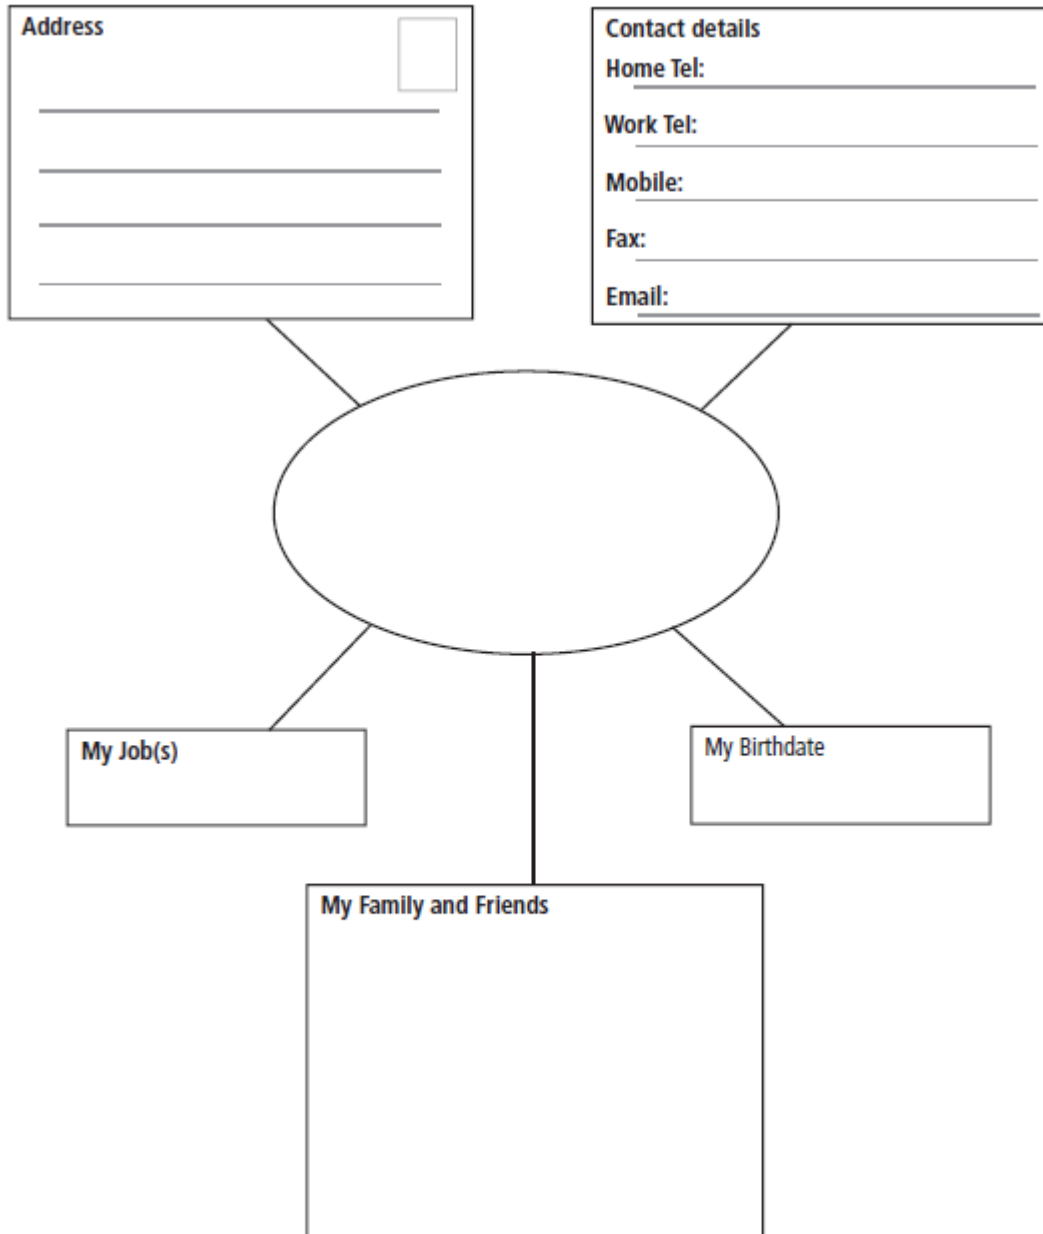 Address
Contact details
Home Tel:
Work Tel:
Mobile:
Fax:
Email:
My Job(s)
My Birthdate
My Family and Friends